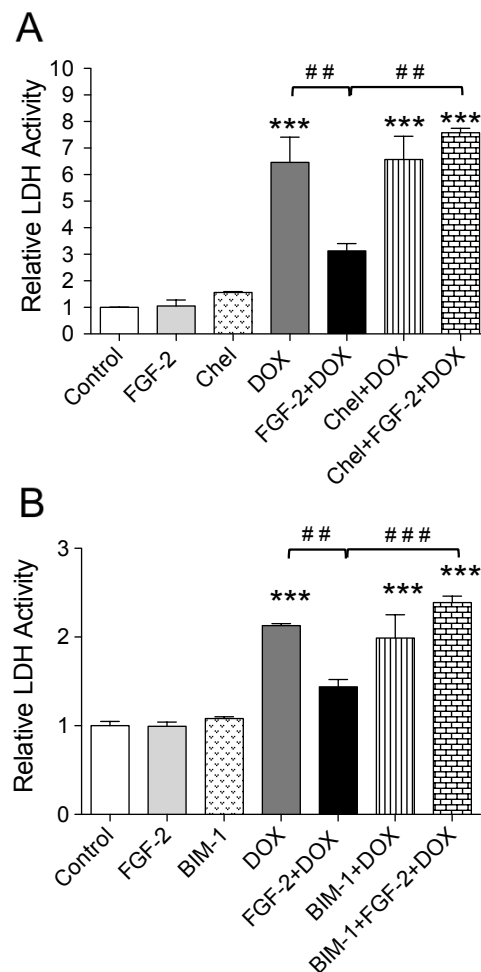 A
Relative LDH Activity
10
9
8
7
6
5
4
3
2
1
0
# #
# #
***
***
***
Control
FGF-2
Chel
DOX
FGF-2+DOX
Chel+DOX
Chel+FGF-2+DOX
B
Relative LDH Activity
3
2
1
0
# #
# # #
***
***
***
Control
FGF-2
BIM-1
DOX
FGF-2+DOX
BIM-1+DOX
BIM-1+FGF-2+DOX